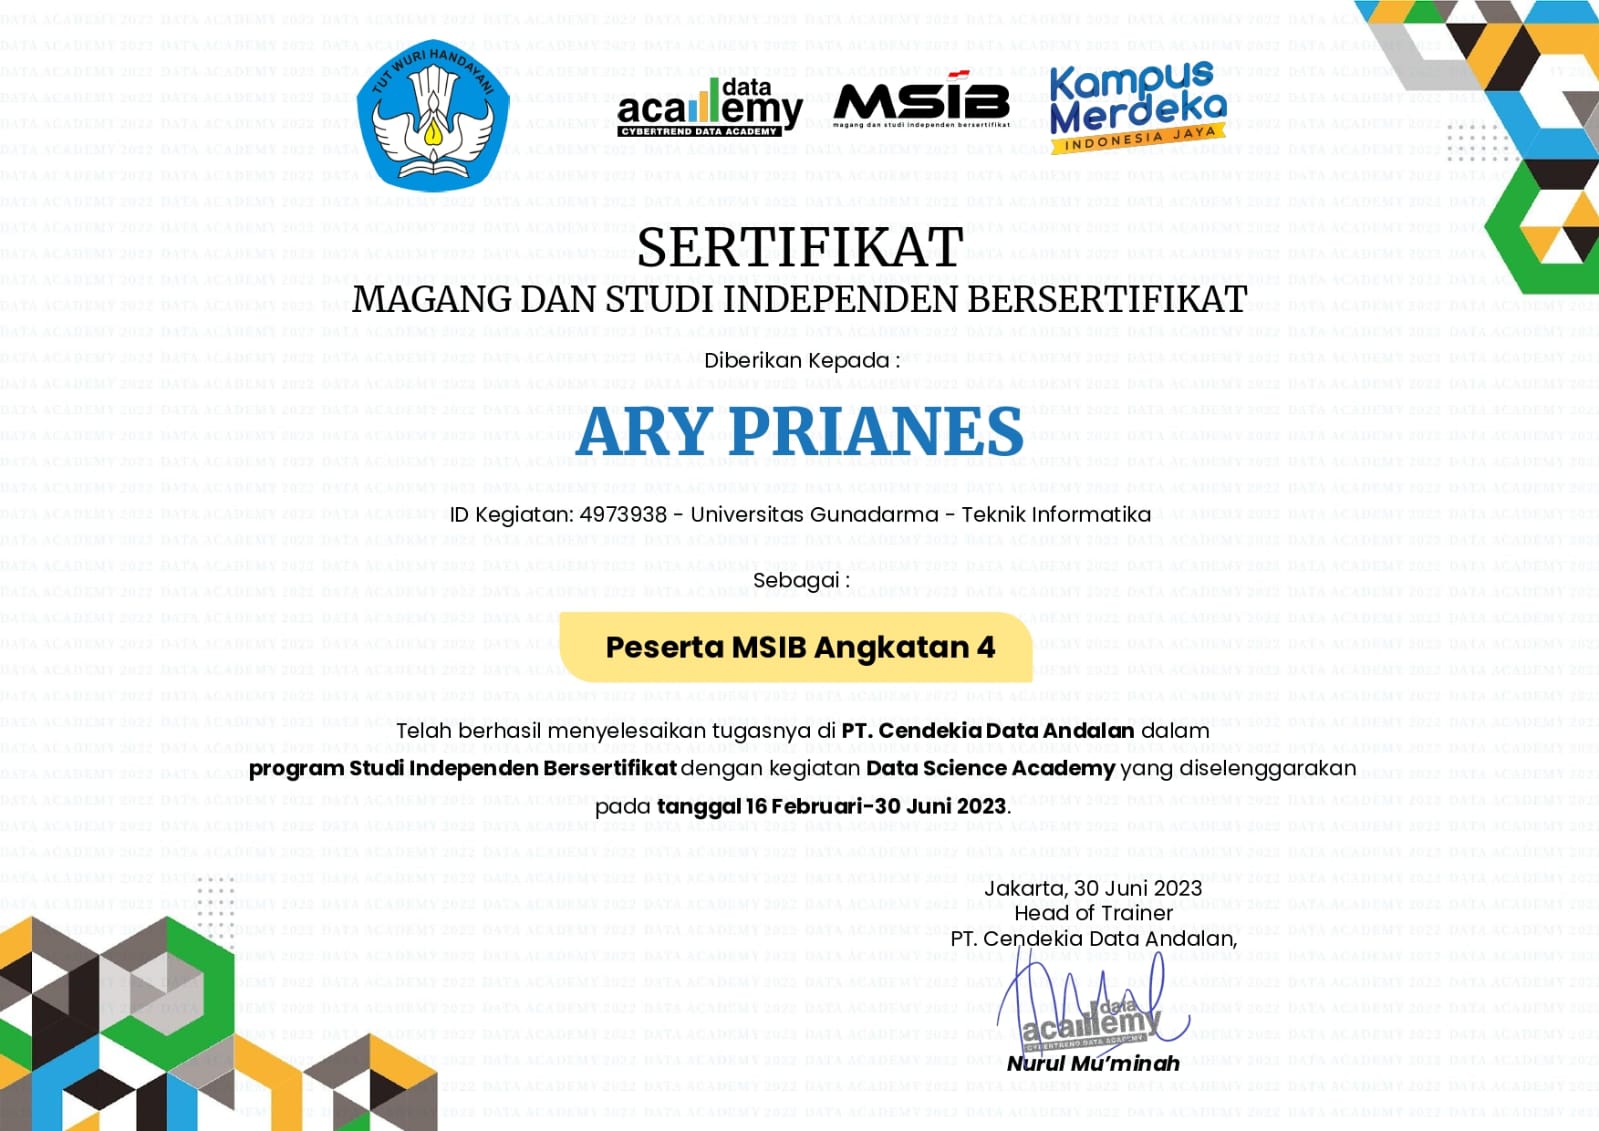 TUT WURI HANDAYANI
data
academy
CYBERTREND DATA ACADEMY
MSIB
magang dan studi independen bersertifikat
Kampus
Merdeka
INDONESIA JAYA
SERTIFIKAT
MAGANG DAN STUDI INDEPENDEN BERSERTIFIKAT
Diberikan Kepada :
ARY PRIANES
ID Kegiatan: 4973938 - Universitas Gunadarma - Teknik Informatika
Sebagai :
Peserta MSIB Angkatan 4
Telah berhasil menyelesaikan tugasnya di PT. Cendekia Data Andalan dalam
program Studi Independen Bersertifikat dengan kegiatan Data Science Academy yang diselenggarakan
pada tanggal 16 Februari-30 Juni 2023.
Jakarta, 30 Juni 2023
Head of Trainer
PT. Cendekia Data Andalan,
data
academy
CYBERTREND DATA ACADEMY
Nurul Mu'minah
DATA ACADEMY 2022